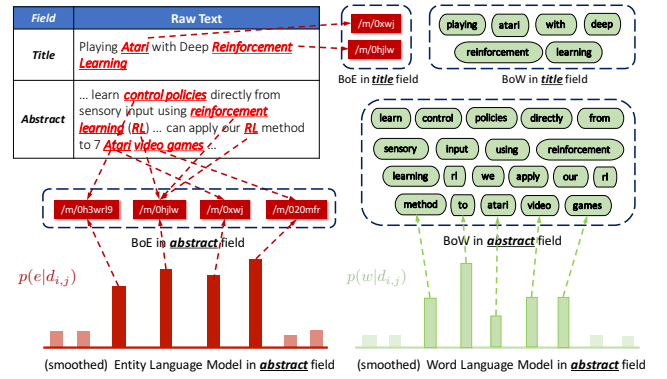 Field Raw Text
Title Playing Atari with Deep Reinforcement
Learning
Abstract … learn control policies directly from
sensory input using reinforcement
learning (RL) … can apply our RL method
to 7 Atari video games …
/m/0xwj
/m/0hjlw
BoE in title field
playing atari with deep
reinforcement learning
BoW in title field
learn control policies directly from
sensory input using reinforcement
learning rl we apply our rl
method to atari video games
BoW in abstract field
/m/0h3wrl9 /m/0hjlw /m/0xwj /m/020mfr
BoE in abstract field
p(e|d_{i,j})
p(w|d_{i,j})
(smoothed) Entity Language Model in abstract field
(smoothed) Word Language Model in abstract field